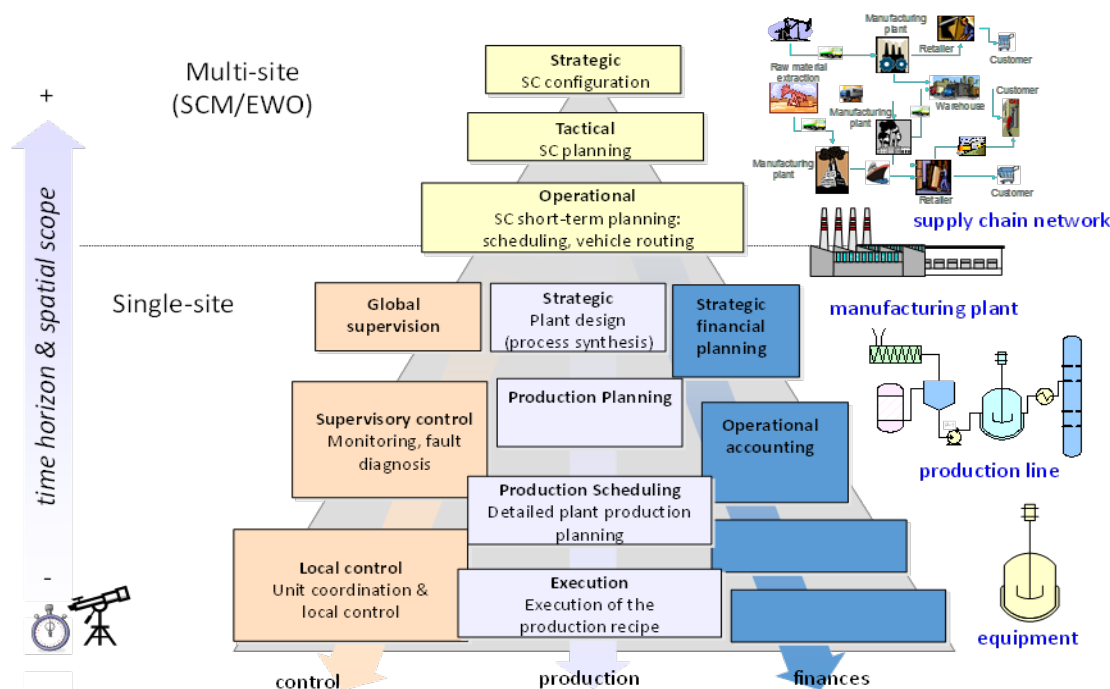 Multi-site
(SCM/EWO)
+
time horizon & spatial scope
-
Strategic
SC configuration
Tactical
SC planning
Operational
SC short-term planning:
scheduling, vehicle routing
Manufacturing
plant
Retailer
Customer
Raw material
extraction
Customer
Warehouse
Manufacturing
plant
Manufacturing
plant
Retailer
Customer
supply chain network
Single-site
Global
supervision
Strategic
Plant design
(process synthesis)
Strategic
financial
planning
manufacturing plant
Supervisory control
Monitoring, fault
diagnosis
Production Planning
Operational
accounting
production line
Production Scheduling
Detailed plant production
planning
Local control
Unit coordination &
local control
Execution
Execution of the
production recipe
equipment
control
production
finances